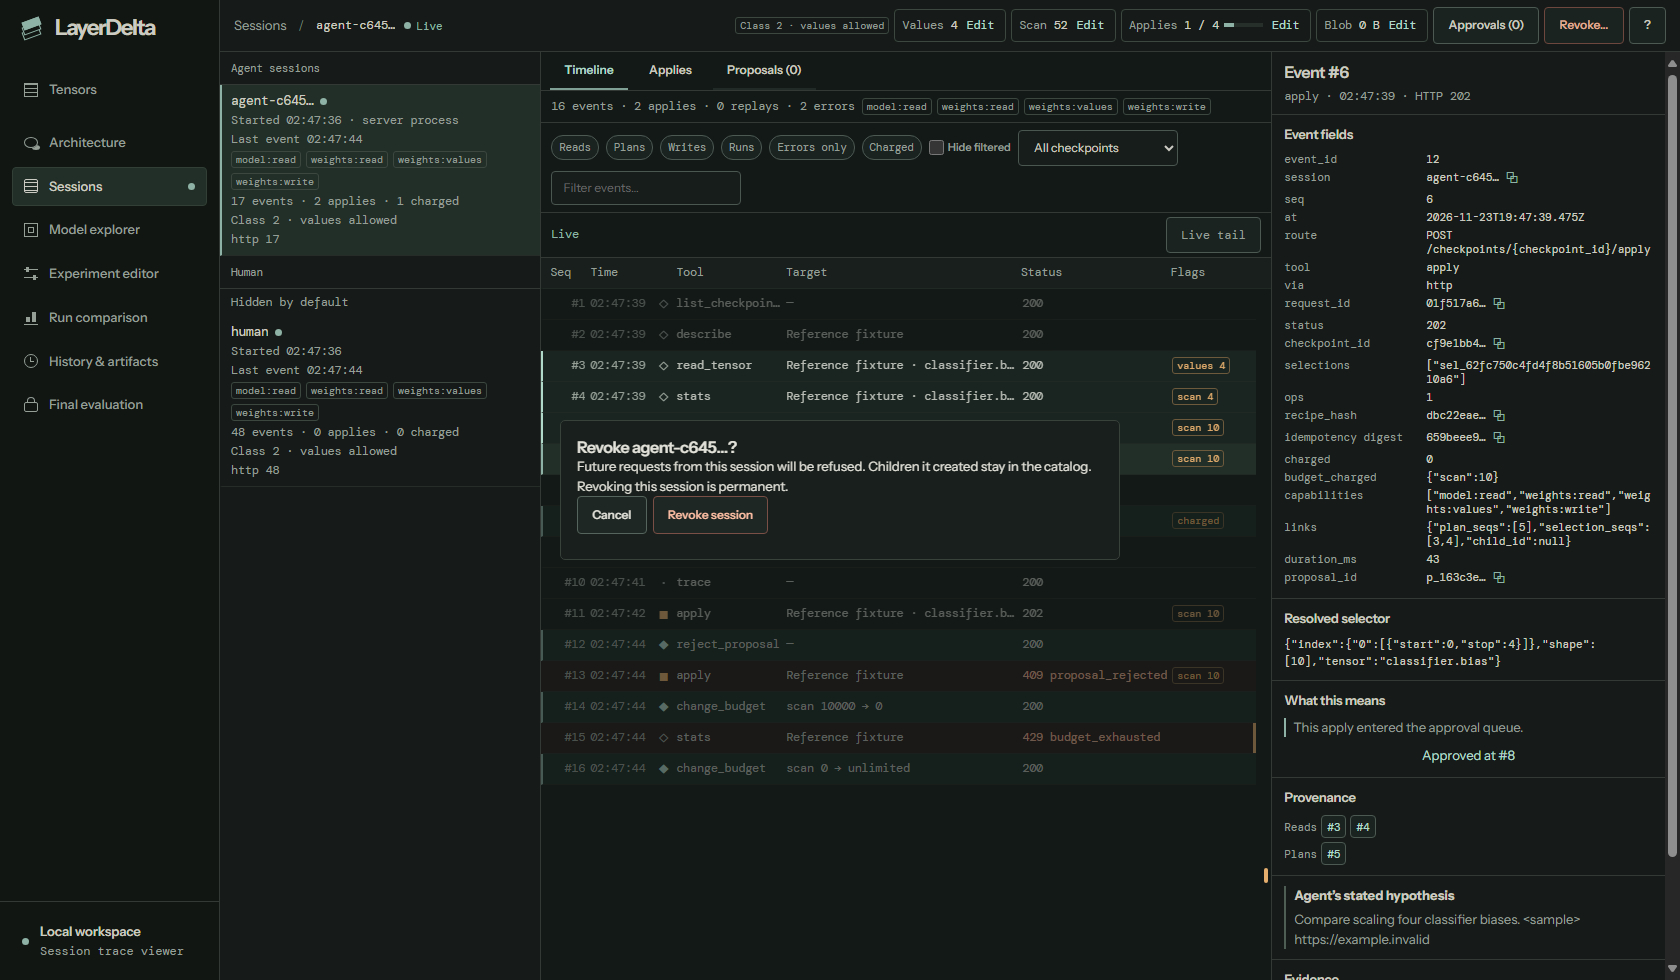 LayerDelta
Tensors
Architecture
Sessions
Model explorer
Experiment editor
Run comparison
History & artifacts
Final evaluation
Local workspace
Session trace viewer
Sessions / agent-c645… Live
Class 2 · values allowed
Values 4 Edit
Scan 52 Edit
Applies 1 / 4 Edit
Blob 0 B Edit
Approvals (0)
Revoke…
?
Agent sessions
agent-c645…
Started 02:47:36 · server process
Last event 02:47:44
model:read weights:read weights:values
weights:write
17 events · 2 applies · 1 charged
Class 2 · values allowed
http 17
Human
Hidden by default
human
Started 02:47:36
Last event 02:47:44
model:read weights:read weights:values
weights:write
48 events · 0 applies · 0 charged
Class 2 · values allowed
http 48
Timeline Applies Proposals (0)
16 events · 2 applies · 0 replays · 2 errors model:read weights:read weights:values weights:write
Reads Plans Writes Runs Errors only Charged Hide filtered All checkpoints
Filter events…
Live Live tail
Seq Time Tool Target Status Flags
#1 02:47:39 list_checkpoin… — 200
#2 02:47:39 describe Reference fixture 200
#3 02:47:39 read_tensor Reference fixture · classifier.b… 200 values 4
#4 02:47:39 stats Reference fixture · classifier.b… 200 scan 4
scan 10
scan 10
charged
Revoke agent-c645…?
Future requests from this session will be refused. Children it created stay in the catalog.
Revoking this session is permanent.
Cancel Revoke session
#10 02:47:41 · trace — 200
#11 02:47:42 apply Reference fixture · classifier.b… 202 scan 10
#12 02:47:44 reject_proposal — 200
#13 02:47:44 apply Reference fixture 409 proposal_rejected scan 10
#14 02:47:44 change_budget scan 10000 → 0 200
#15 02:47:44 stats Reference fixture 429 budget_exhausted
#16 02:47:44 change_budget scan 0 → unlimited 200
Event #6
apply · 02:47:39 · HTTP 202
Event fields
event_id 12
session agent-c645…
seq 6
at 2026-11-23T19:47:39.475Z
route POST
/checkpoints/{checkpoint_id}/apply
tool apply
via http
request_id 01f517a6…
status 202
checkpoint_id cf9e1bb4…
selections ["sel_62fc750c4fd4f8b51605b0fbe962
10a6"]
ops 1
recipe_hash dbc22eae…
idempotency digest 659beee9…
charged 0
budget_charged {"scan":10}
capabilities ["model:read","weights:read","weig
hts:values","weights:write"]
links {"plan_seqs":[5],"selection_seqs":
[3,4],"child_id":null}
duration_ms 43
proposal_id p_163c3e…
Resolved selector
{"index":{"0":[{"start":0,"stop":4}]},"shape":
[10],"tensor":"classifier.bias"}
What this means
This apply entered the approval queue.
Approved at #8
Provenance
Reads #3 #4
Plans #5
Agent's stated hypothesis
Compare scaling four classifier biases. <sample>
https://example.invalid
Evidence